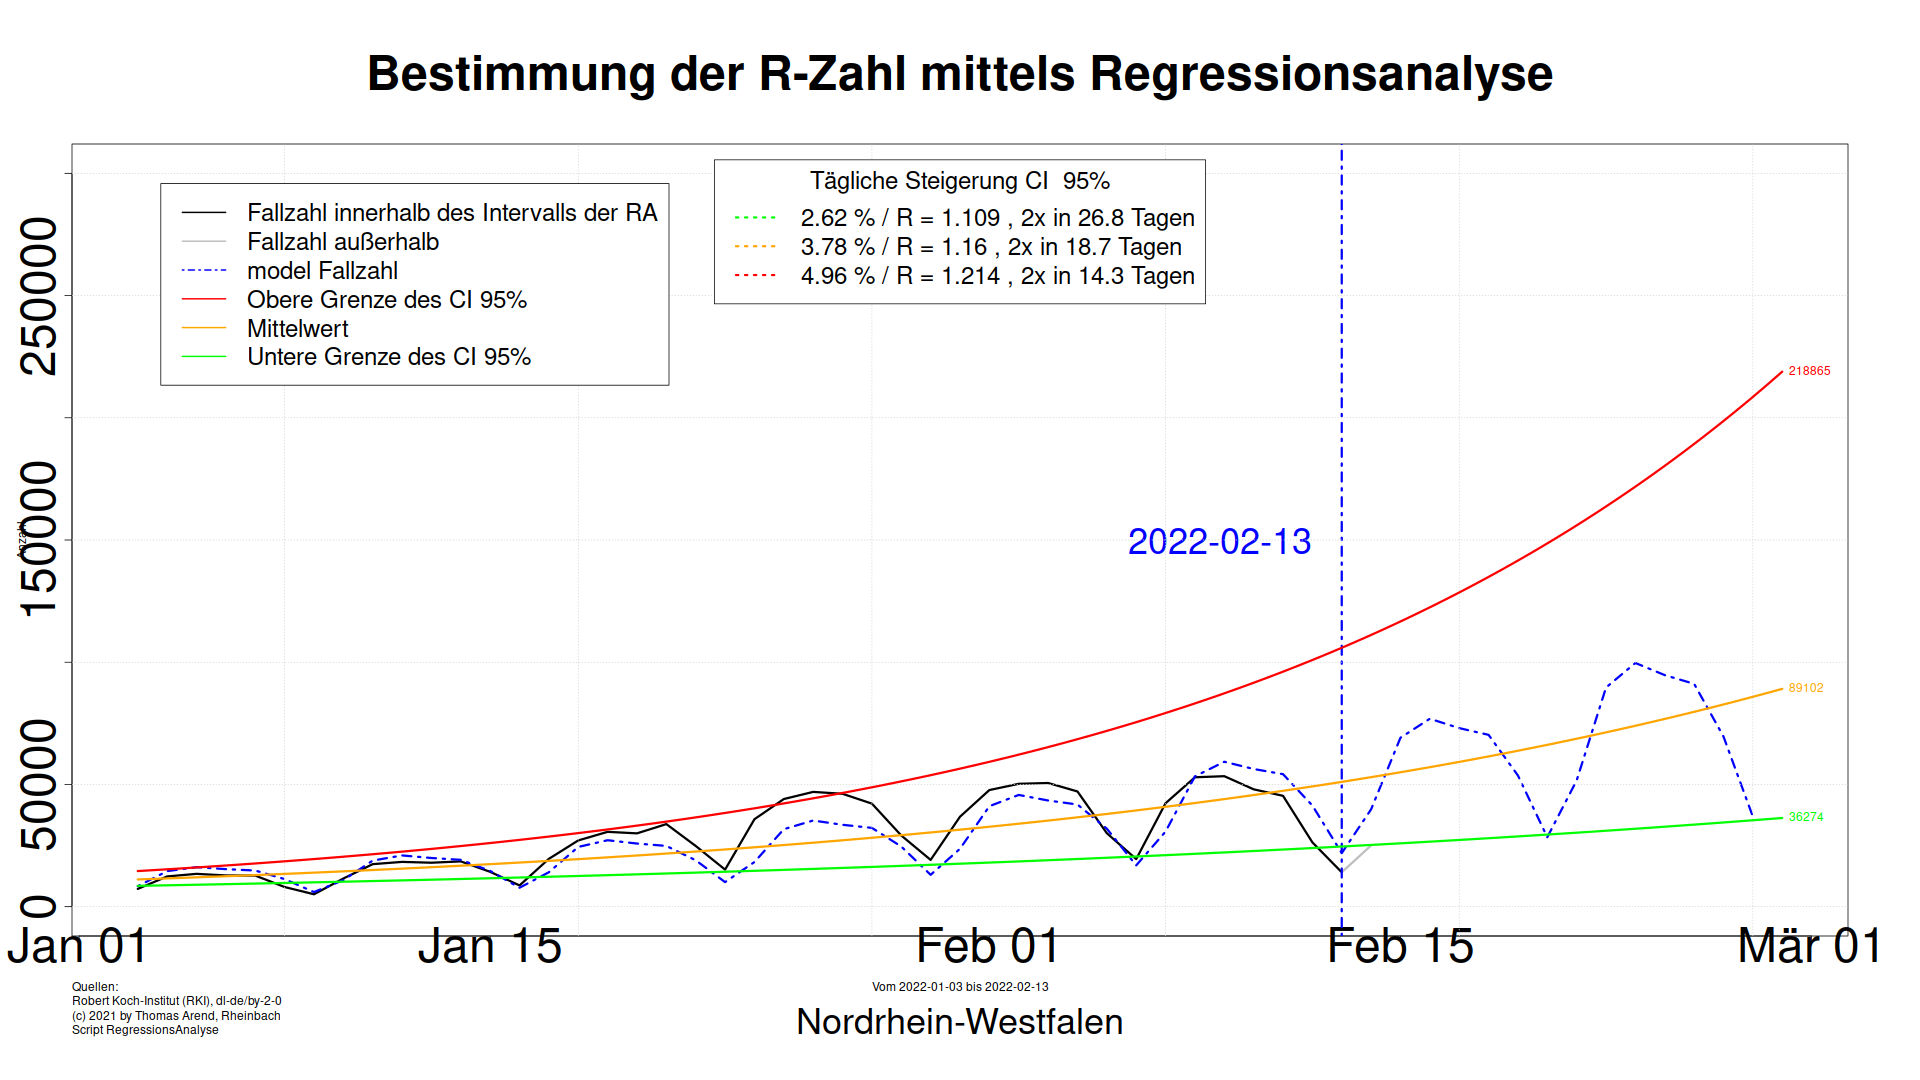 Bestimmung der R-Zahl mittels Regressionsanalyse
Fallzahl innerhalb des Intervalls der RA
Fallzahl außerhalb
model Fallzahl
Obere Grenze des CI 95%
Mittelwert
Untere Grenze des CI 95%
Tägliche Steigerung CI  95%
2.62 % / R = 1.109 , 2x in 26.8 Tagen
3.78 % / R = 1.16 , 2x in 18.7 Tagen
4.96 % / R = 1.214 , 2x in 14.3 Tagen
250000
150000
50000
0
Anzahl
2022-02-13
218865
89102
36274
Jan 01
Jan 15
Feb 01
Feb 15
Mär 01
Quellen:
Robert Koch-Institut (RKI), dl-de/by-2-0
(c) 2021 by Thomas Arend, Rheinbach
Script RegressionsAnalyse
Vom 2022-01-03 bis 2022-02-13
Nordrhein-Westfalen